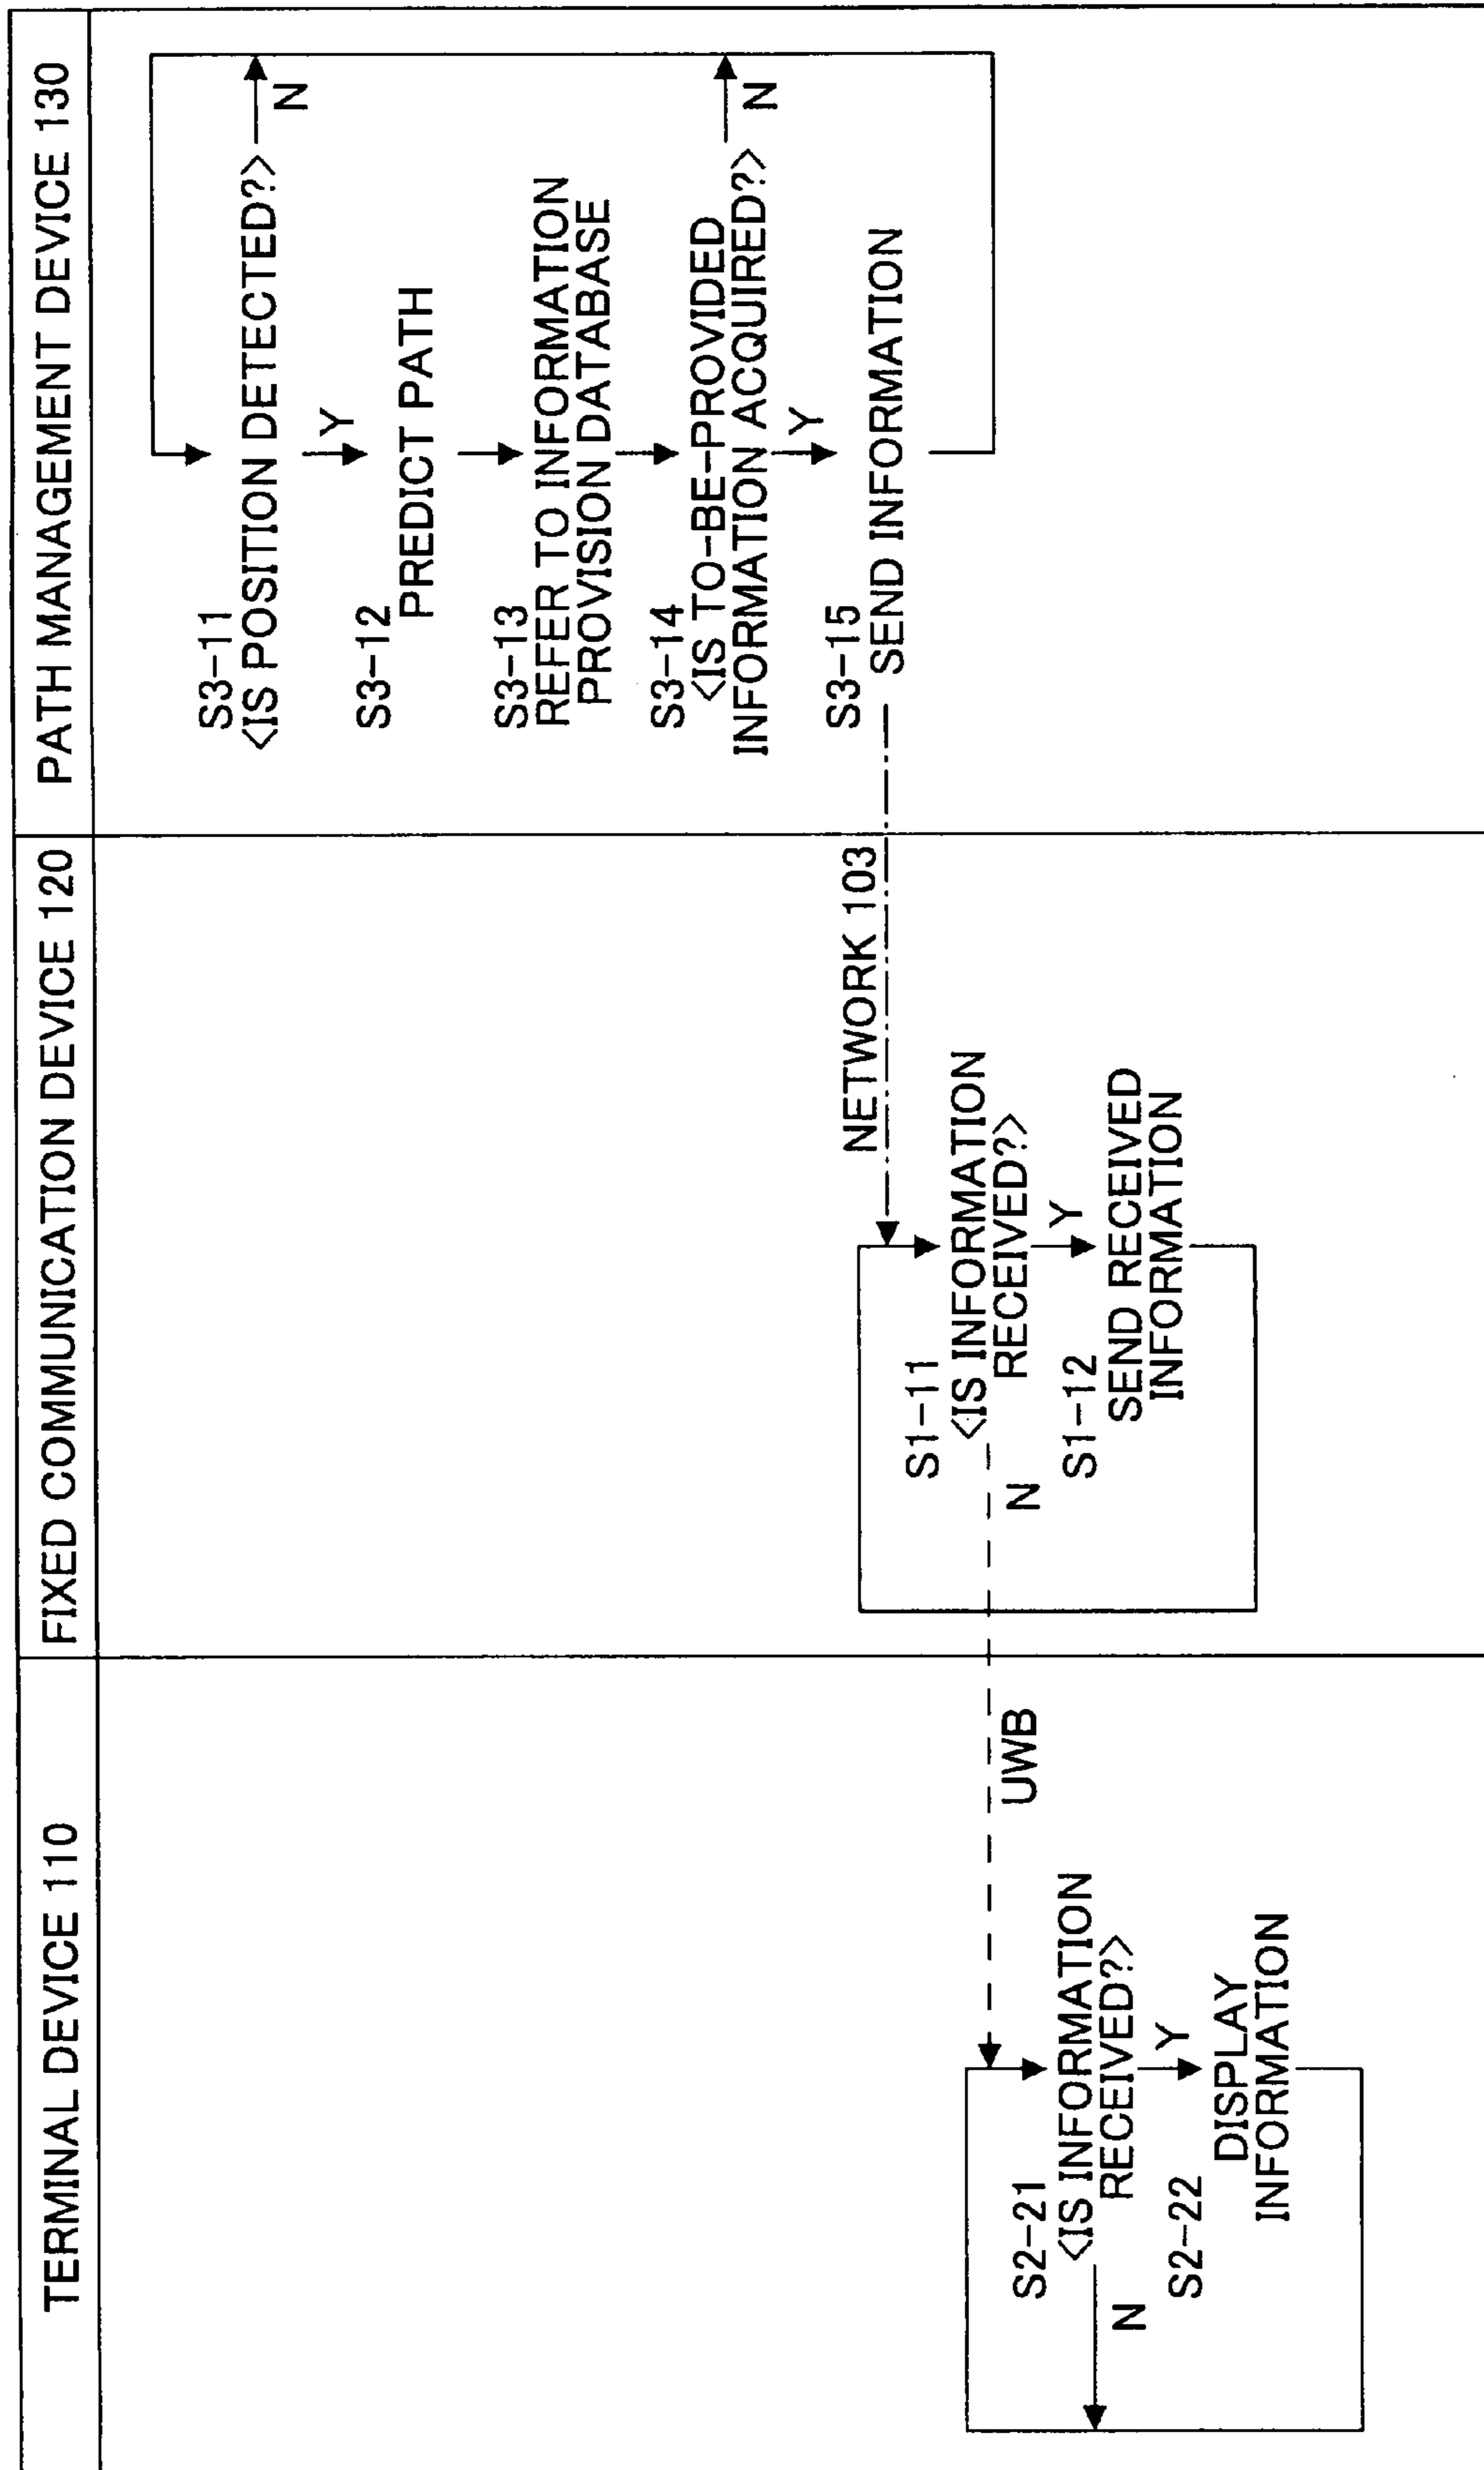 TERMINAL DEVICE 110
FIXED COMMUNICATION DEVICE 120
PATH MANAGEMENT DEVICE 130
S3-11
<IS POSITION DETECTED?>
N
Y
S3-12
PREDICT PATH
S3-13
REFER TO INFORMATION
PROVISION DATABASE
S3-14
<IS TO-BE-PROVIDED
INFORMATION ACQUIRED?>
N
Y
S3-15
SEND INFORMATION
NETWORK 103
S1-11
<IS INFORMATION
RECEIVED?>
N
Y
S1-12
SEND RECEIVED
INFORMATION
UWB
S2-21
<IS INFORMATION
RECEIVED?>
N
Y
S2-22
DISPLAY
INFORMATION